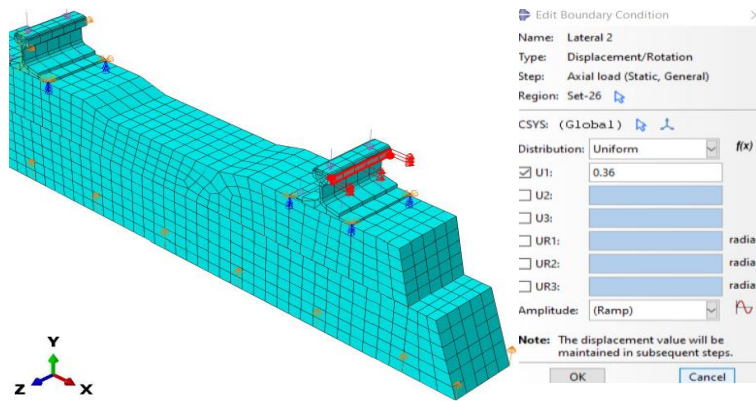 Edit Boundary Condition
Name: Lateral 2
Type: Displacement/Rotation
Step: Axial load (Static, General)
Region: Set-26
CSYS: (Global)
Distribution: Uniform f(x)
U1: 0.36
U2:
U3:
UR1: radia
UR2: radia
UR3: radia
Amplitude: (Ramp)
Note: The displacement value will be
maintained in subsequent steps.
OK Cancel
Y
Z X